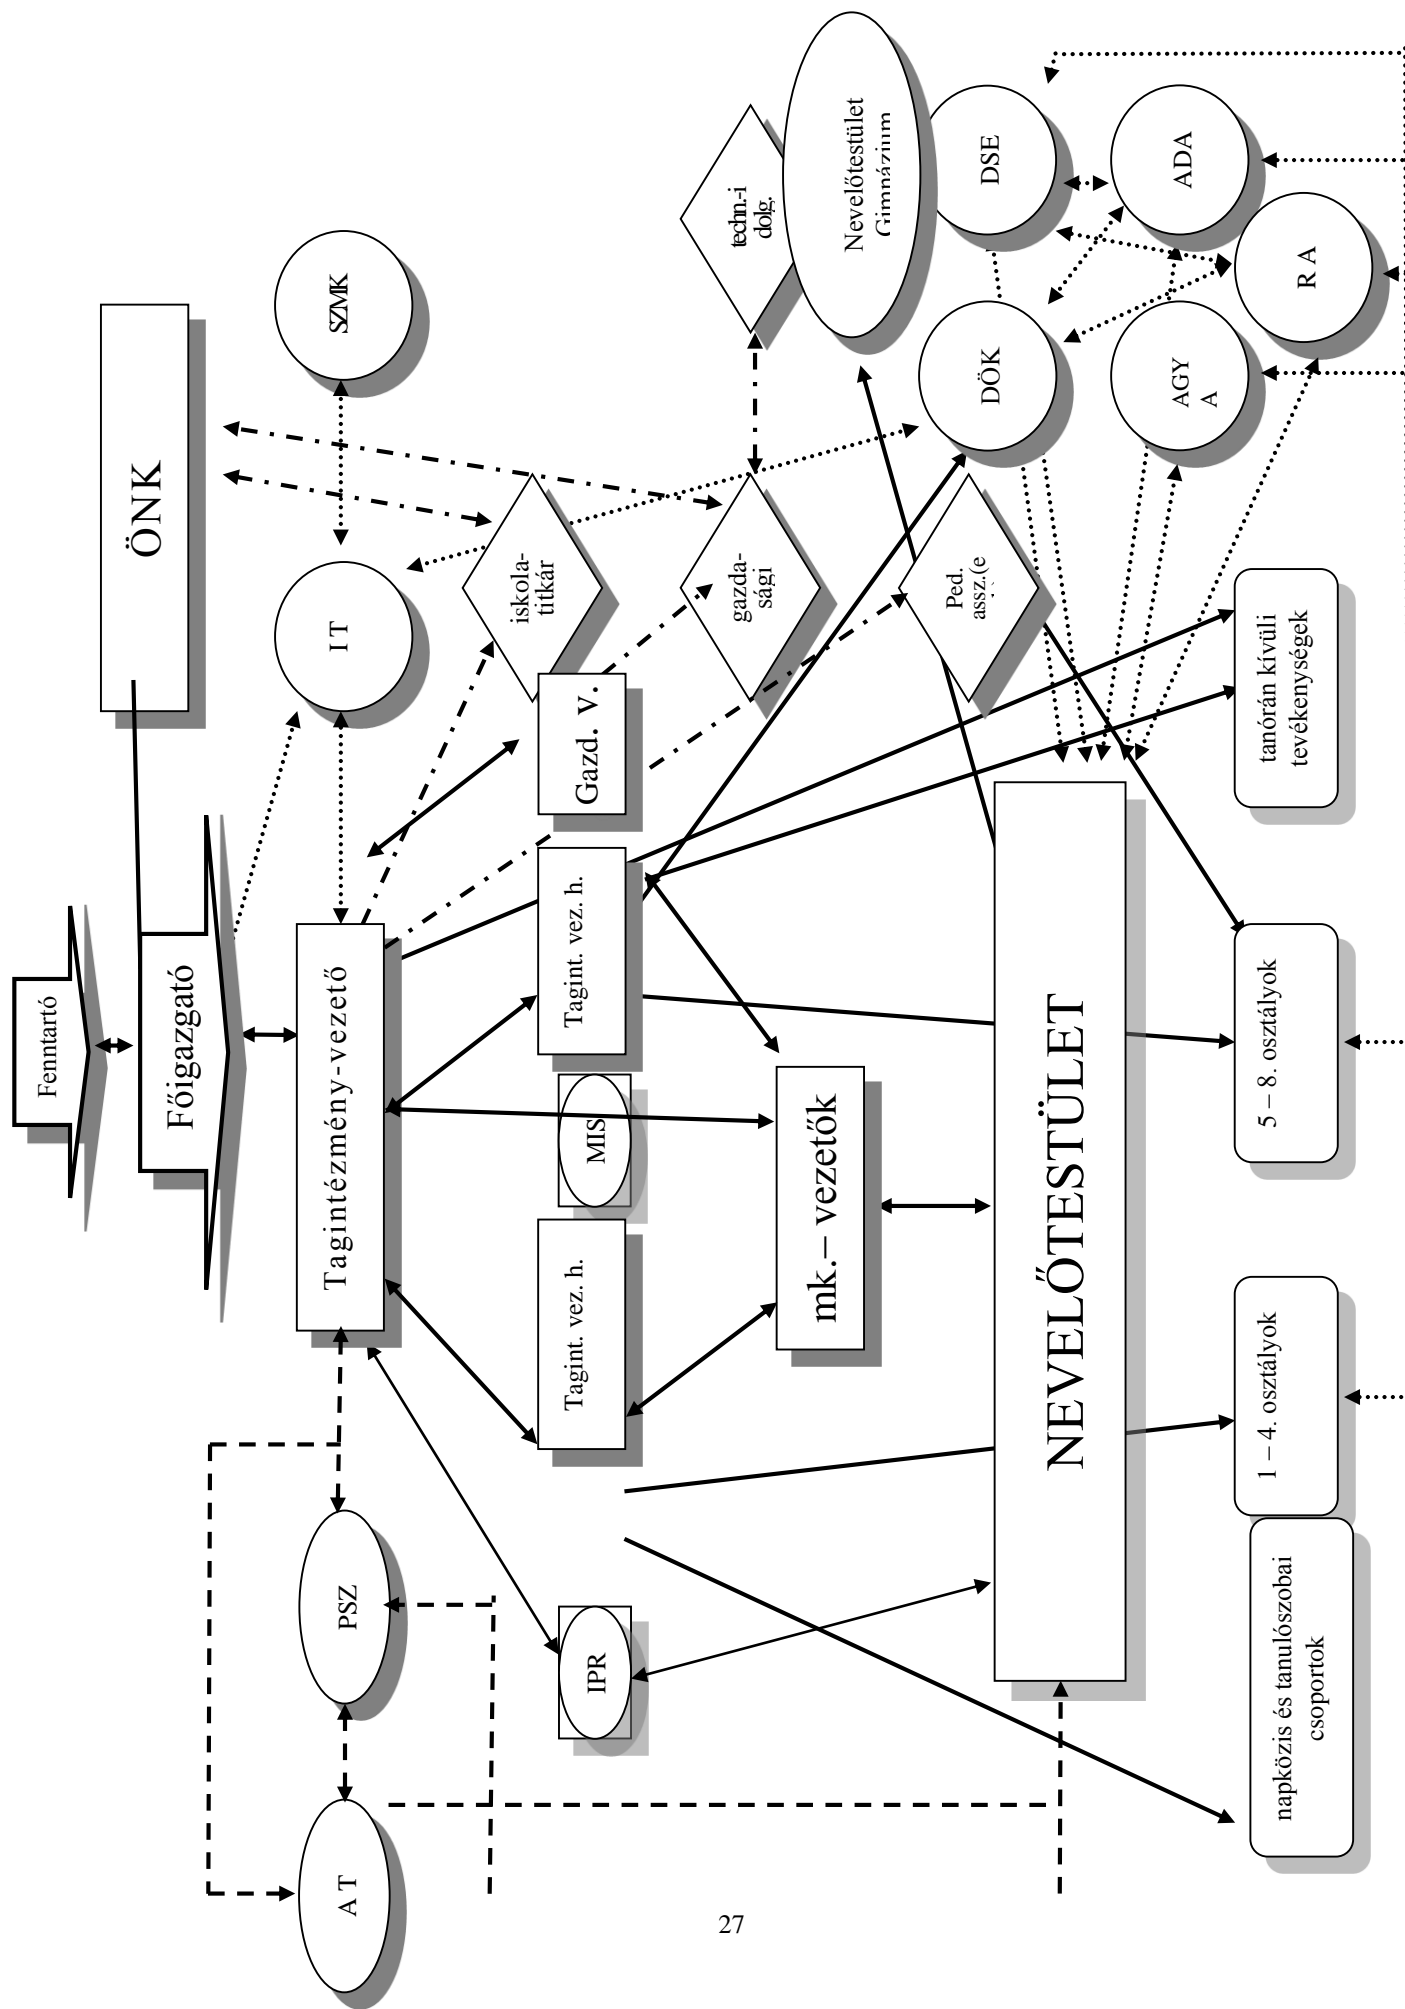 Fenntartó
Főigazgató
ÖNK
Tagintézmény-vezető
A T
PSZ
I T
SZMK
IPR
Tagint. vez. h.
MIS
Tagint. vez. h.
Gazd. v.
iskola-
titkár
gazda-
sági
techn.-i
dolg.
mk.– vezetők
Ped.
assz.(e
Nevelőtestület
Gimnázium
NEVELŐTESTÜLET
DÖK
DSE
AGY
A
ADA
R A
napközis és tanulószobai
csoportok
1 – 4. osztályok
5 – 8. osztályok
tanórán kívüli
tevékenységek
27